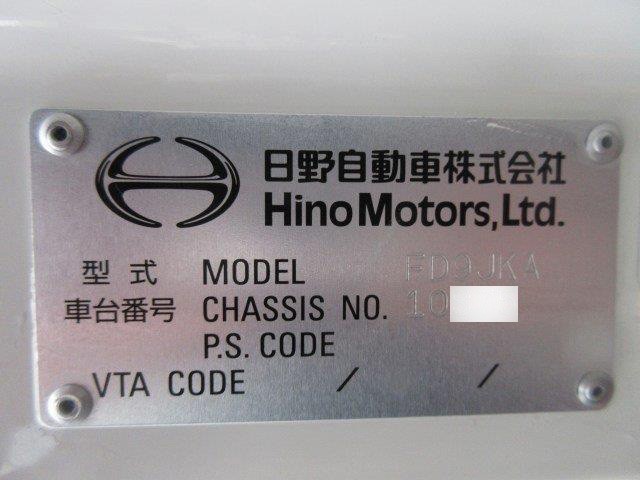 日野自動車株式会社
Hino Motors, Ltd.
型式 MODEL FD9JKA
車台番号 CHASSIS NO. 10
P.S. CODE
VTA CODE / /